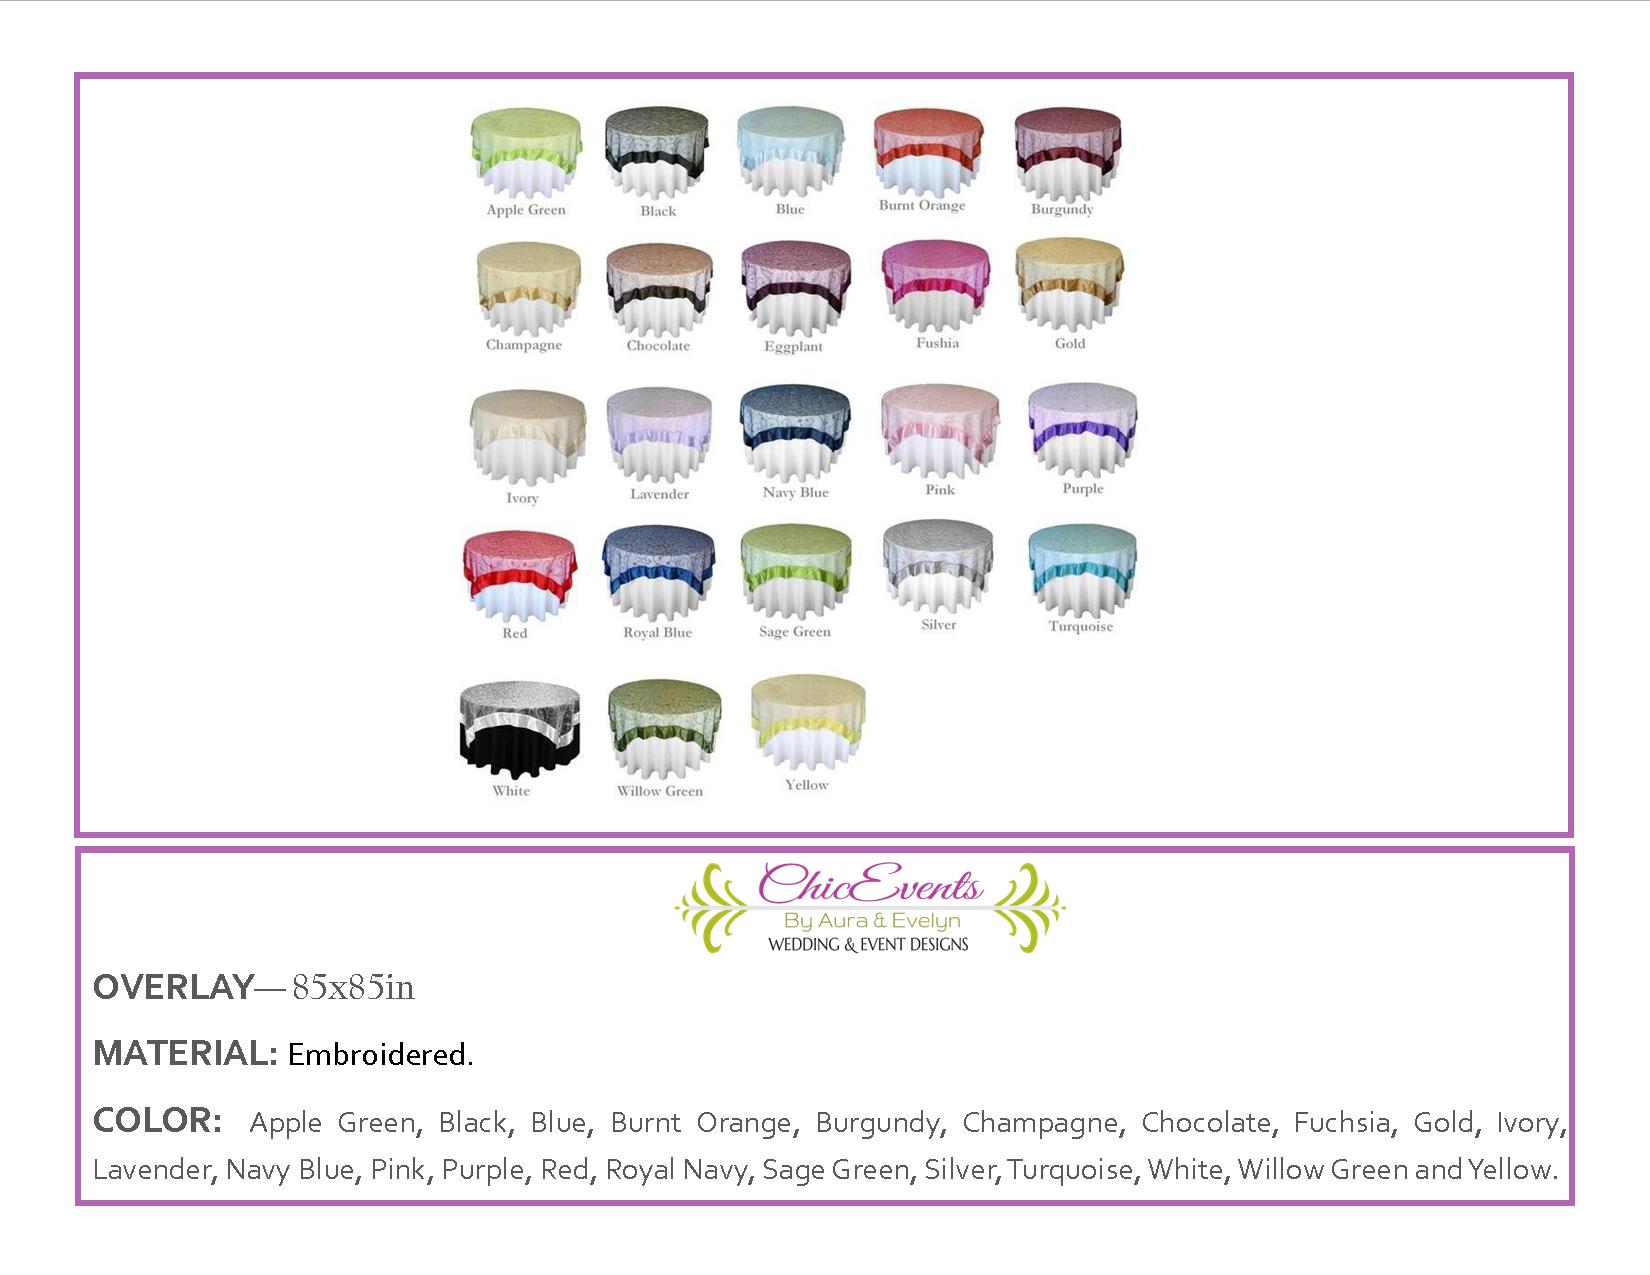 Apple Green Black Blue Burnt Orange Burgundy
Champagne Chocolate Eggplant Fushia Gold
Ivory Lavender Navy Blue Pink Purple
Red Royal Blue Sage Green Silver Turquoise
White Willow Green Yellow
ChicEvents
By Aura & Evelyn
WEDDING & EVENT DESIGNS
OVERLAY— 85x85in
MATERIAL: Embroidered.
COLOR: Apple Green, Black, Blue, Burnt Orange, Burgundy, Champagne, Chocolate, Fuchsia, Gold, Ivory,
Lavender, Navy Blue, Pink, Purple, Red, Royal Navy, Sage Green, Silver, Turquoise, White, Willow Green and Yellow.